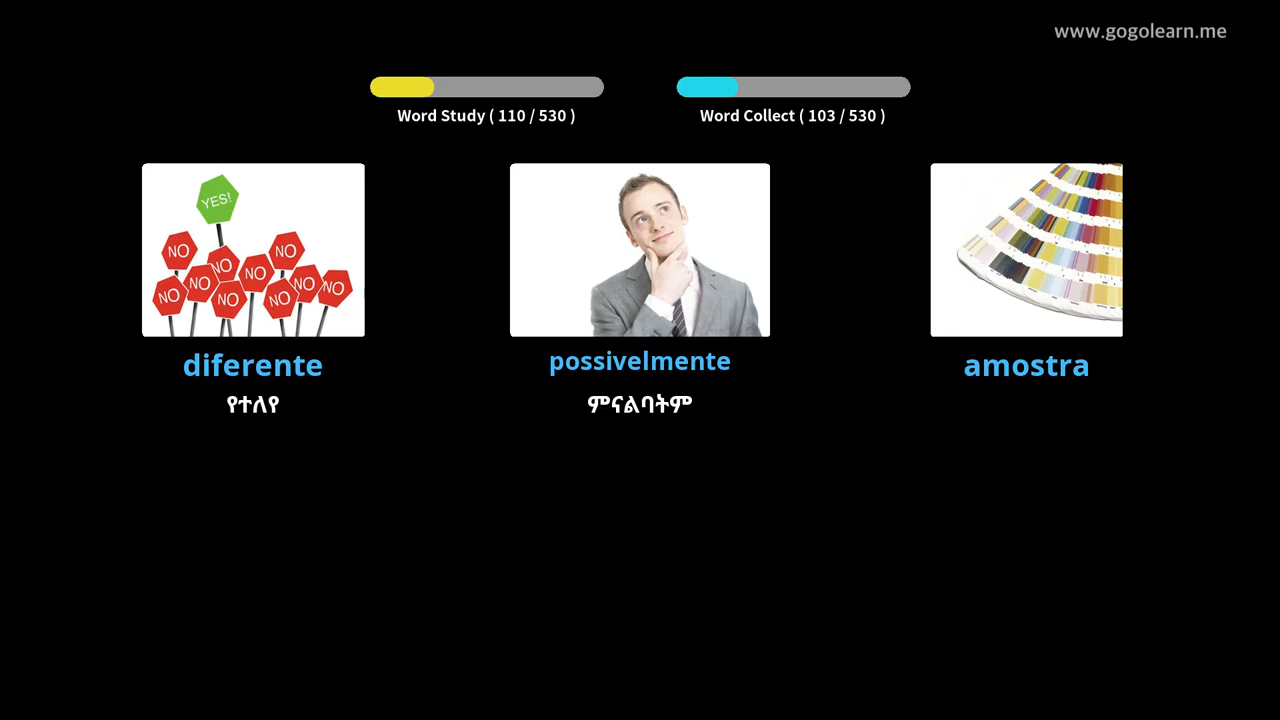 www.gogolearn.me
Word Study ( 110 / 530 )
Word Collect ( 103 / 530 )
YES!
NO
NO
NO
NO
NO
NO
NO
NO
NO
NO
diferente
possivelmente
amostra
የተለየ
ምናልባትም